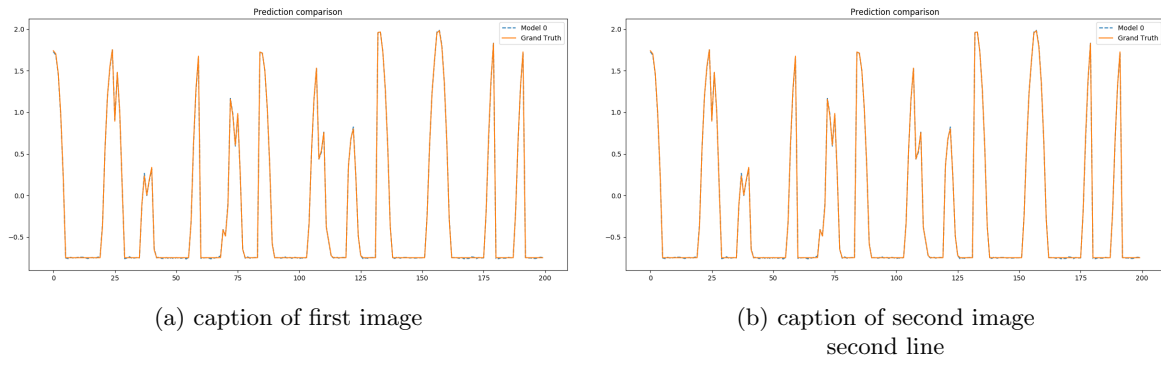 Prediction comparison
Model 0
Grand Truth
2.0
1.5
1.0
0.5
0.0
−0.5
0 25 50 75 100 125 150 175 200
(a) caption of first image
Prediction comparison
Model 0
Grand Truth
2.0
1.5
1.0
0.5
0.0
−0.5
0 25 50 75 100 125 150 175 200
(b) caption of second image
second line